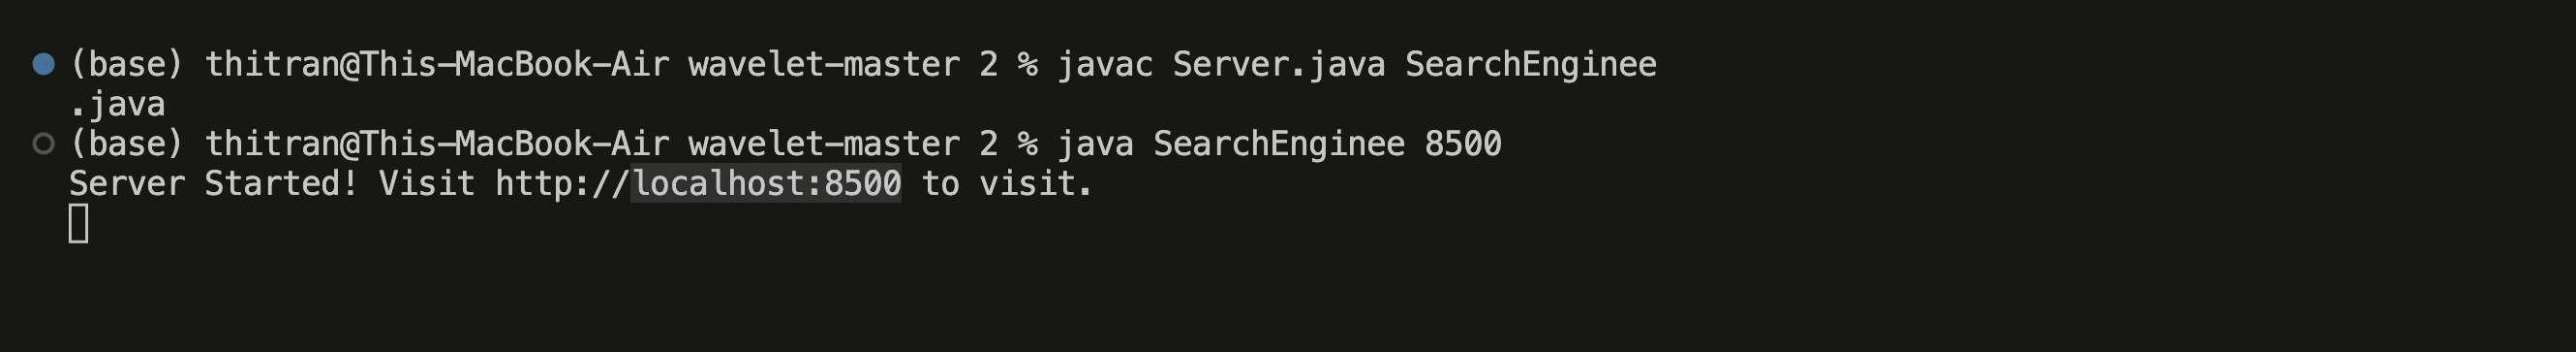 (base) thitran@This-MacBook-Air wavelet-master 2 % javac Server.java SearchEnginee
.java
(base) thitran@This-MacBook-Air wavelet-master 2 % java SearchEnginee 8500
Server Started! Visit http://localhost:8500 to visit.